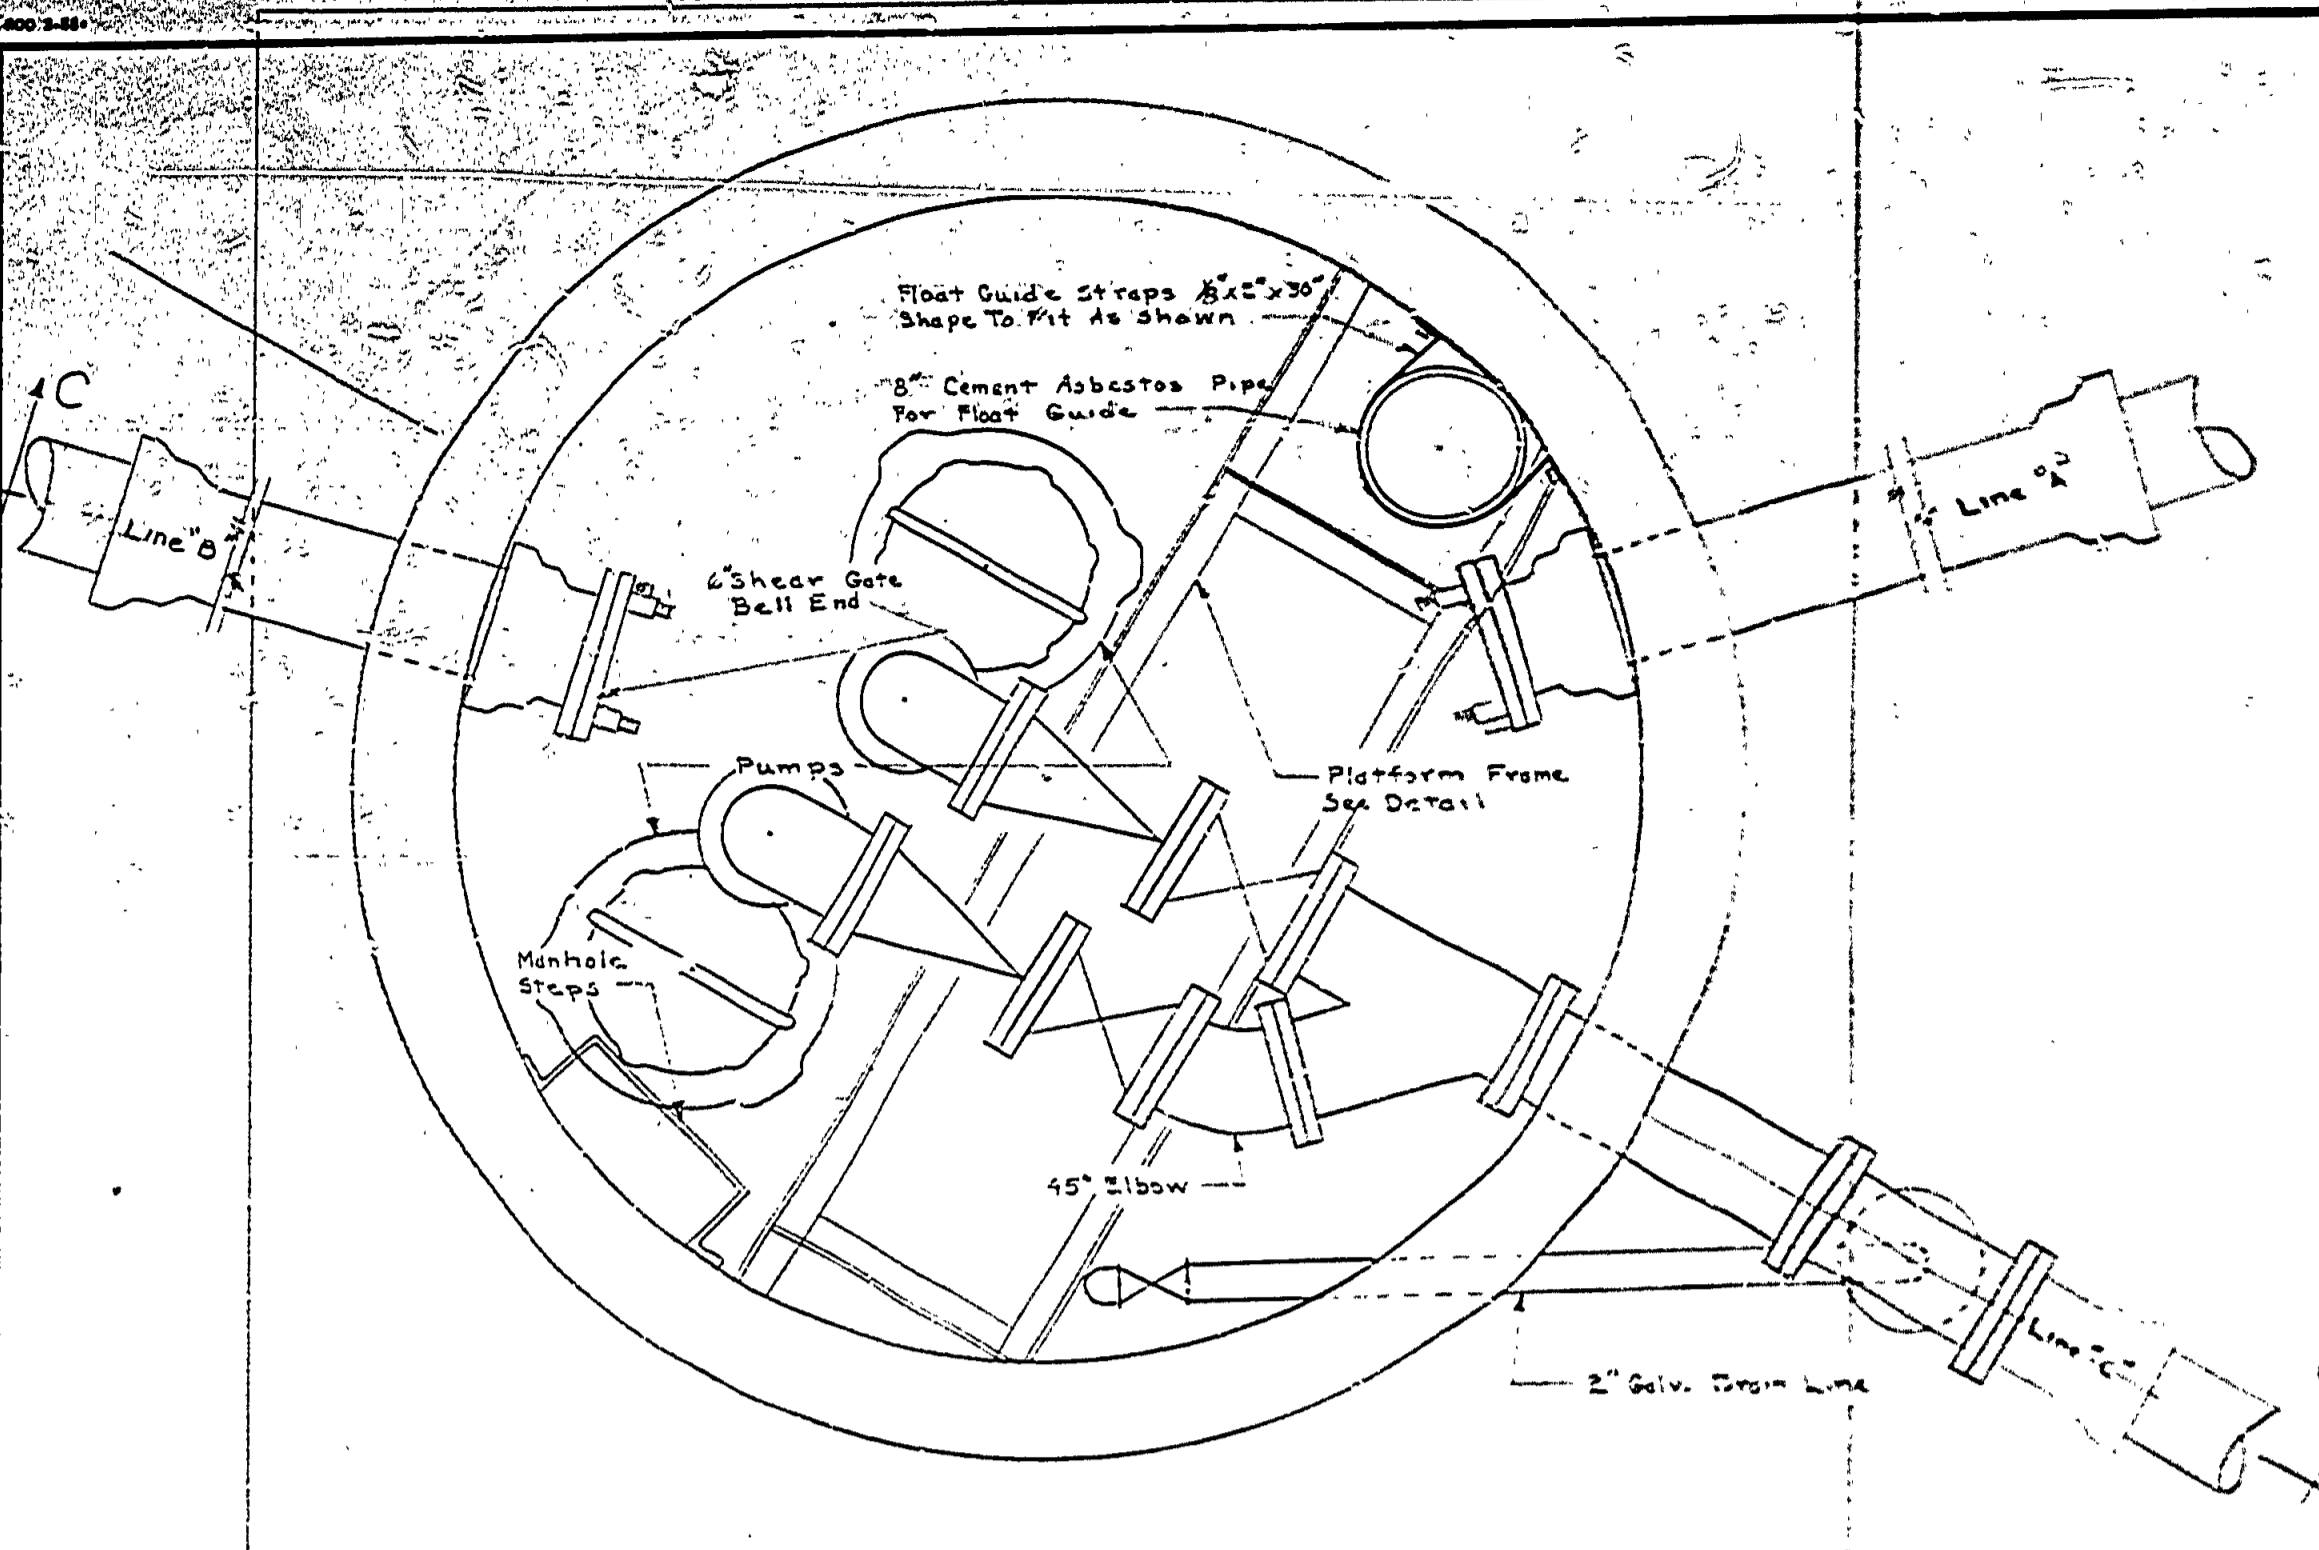 Float Guide Straps ⅛"x2"x30"
Shape To Fit As Shown
8" Cement Asbestos Pipe
For Float Guide
C
Line "B"
Line "A"
6" Shear Gate
Bell End
Pumps
Platform Frame
See Detail
Manhole
Steps
45° Elbow
Line "C"
2" Galv. Drain Line